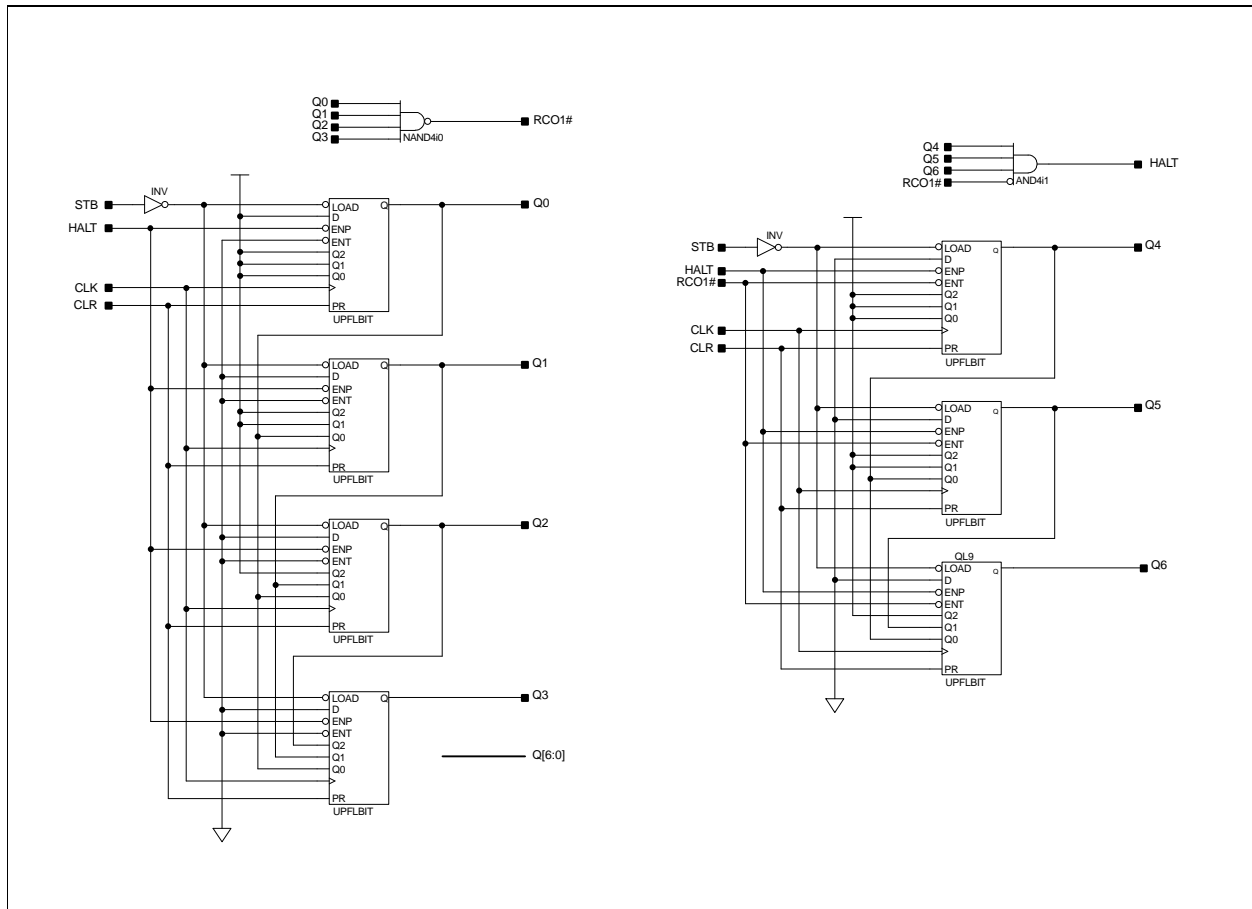 Q0
Q1
Q2
Q3
NAND4i0
RCO1#
STB
INV
HALT
CLK
CLR
LOAD
D
ENP
ENT
Q2
Q1
Q0
PR
Q
UPFLBIT
Q0
LOAD
D
ENP
ENT
Q2
Q1
Q0
PR
Q
UPFLBIT
Q1
LOAD
D
ENP
ENT
Q2
Q1
Q0
PR
Q
UPFLBIT
Q2
LOAD
D
ENP
ENT
Q2
Q1
Q0
PR
Q
UPFLBIT
Q3
Q[6:0]
Q4
Q5
Q6
RCO1#
AND4i1
HALT
STB
INV
HALT
RCO1#
CLK
CLR
LOAD
D
ENP
ENT
Q2
Q1
Q0
PR
Q
UPFLBIT
Q4
LOAD
D
ENP
ENT
Q2
Q1
Q0
PR
Q
UPFLBIT
Q5
QL9
LOAD
D
ENP
ENT
Q2
Q1
Q0
PR
Q
UPFLBIT
Q6